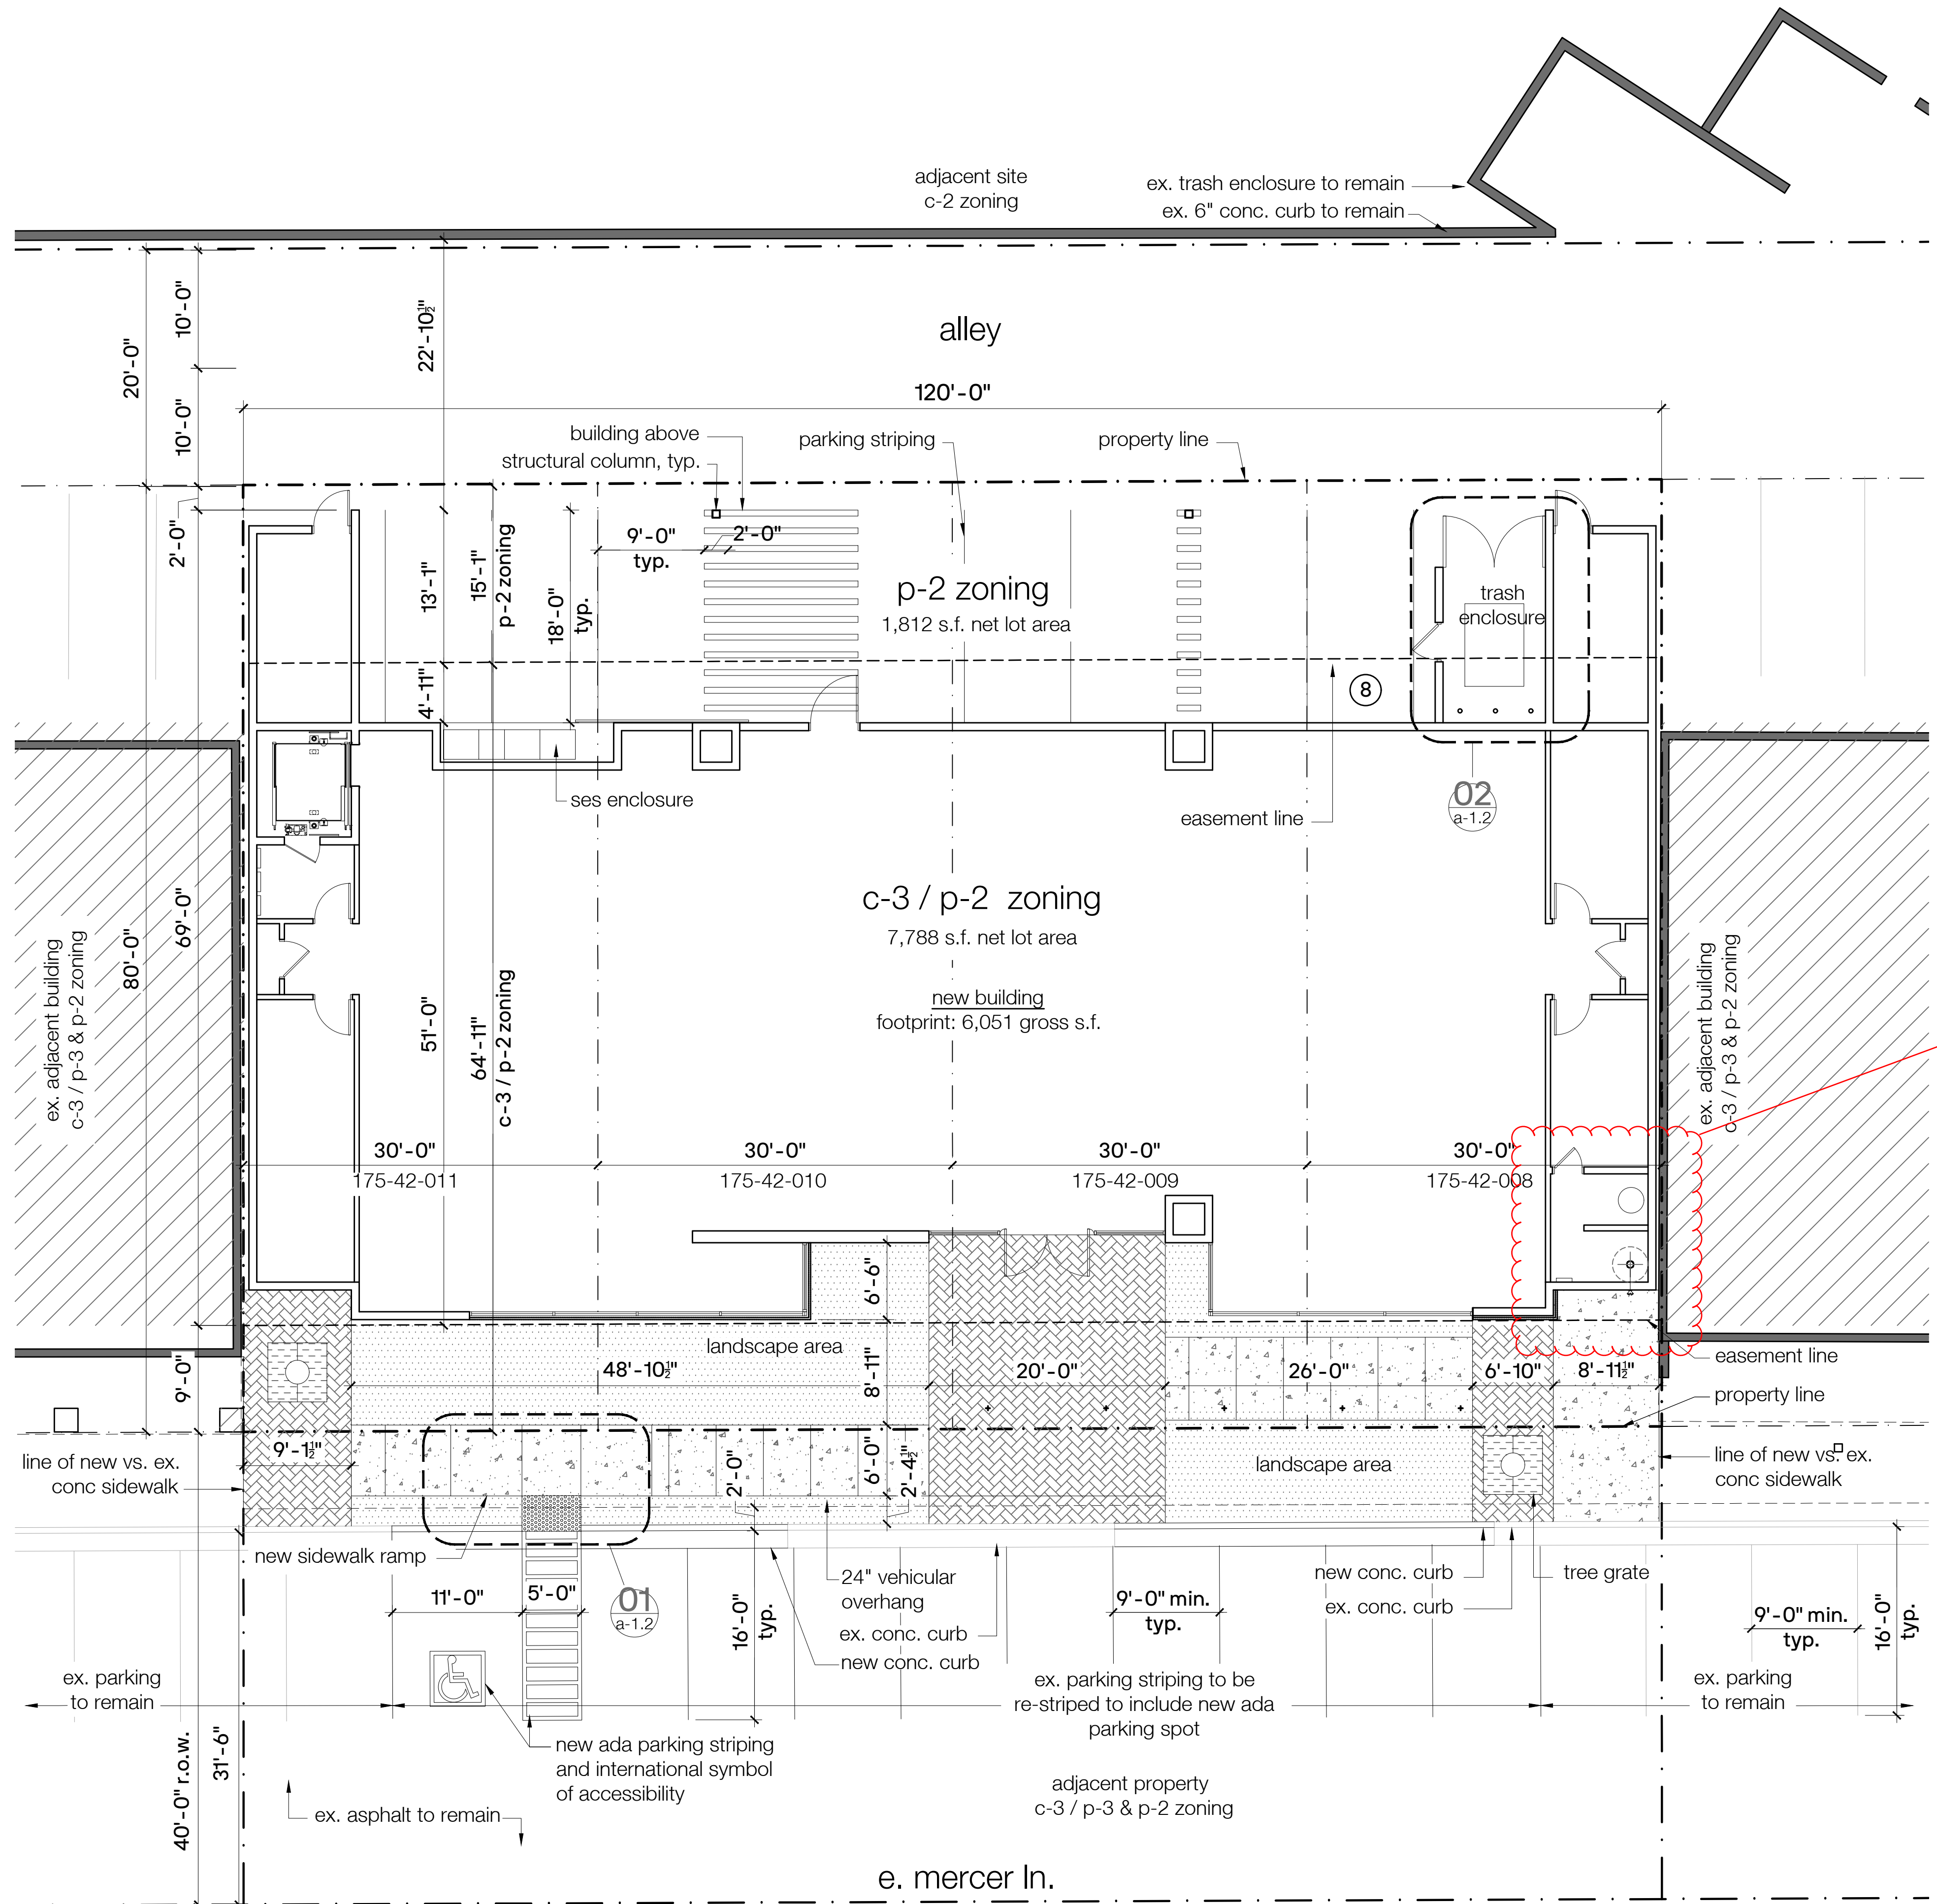 adjacent site
c-2 zoning
ex. trash enclosure to remain
ex. 6" conc. curb to remain
20'-0"
10'-0"
10'-0"
22'-10½"
alley
120'-0"
building above
structural column, typ.
parking striping
property line
2'-0"
13'-1"
15'-1"
p-2 zoning
18'-0"
typ.
9'-0"
typ.
2'-0"
p-2 zoning
1,812 s.f. net lot area
trash
enclosure
4'-11"
8
ses enclosure
easement line
02
a-1.2
c-3 / p-2 zoning
7,788 s.f. net lot area
new building
footprint: 6,051 gross s.f.
ex. adjacent building
c-3 / p-3 & p-2 zoning
80'-0"
69'-0"
51'-0"
64'-11"
c-3 / p-2 zoning
ex. adjacent building
c-3 / p-3 & p-2 zoning
30'-0"
175-42-011
30'-0"
175-42-010
30'-0"
175-42-009
30'-0"
175-42-008
6'-6"
landscape area
48'-10½"
8'-11"
20'-0"
26'-0"
6'-10"
8'-11½"
easement line
property line
9'-0"
9'-1½"
line of new vs. ex.
conc sidewalk
2'-0"
6'-0"
2'-4½"
landscape area
line of new vs. ex.
conc sidewalk
new sidewalk ramp
11'-0"
5'-0"
01
a-1.2
16'-0"
typ.
24" vehicular
overhang
ex. conc. curb
new conc. curb
9'-0" min.
typ.
new conc. curb
ex. conc. curb
tree grate
9'-0" min.
typ.
16'-0"
typ.
ex. parking
to remain
ex. parking striping to be
re-striped to include new ada
parking spot
ex. parking
to remain
40'-0" r.o.w.
31'-6"
new ada parking striping
and international symbol
of accessibility
ex. asphalt to remain
adjacent property
c-3 / p-3 & p-2 zoning
e. mercer ln.